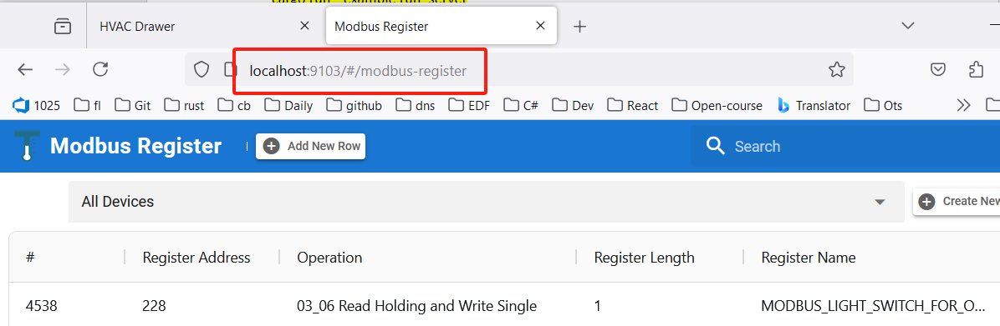 HVAC Drawer
Modbus Register
localhost:9103/#/modbus-register
1025 fl Git rust cb Daily github dns EDF C# Dev React Open-course Translator Ots
Modbus Register Add New Row Search
All Devices Create New
# Register Address Operation Register Length Register Name
4538 228 03_06 Read Holding and Write Single 1 MODBUS_LIGHT_SWITCH_FOR_O...